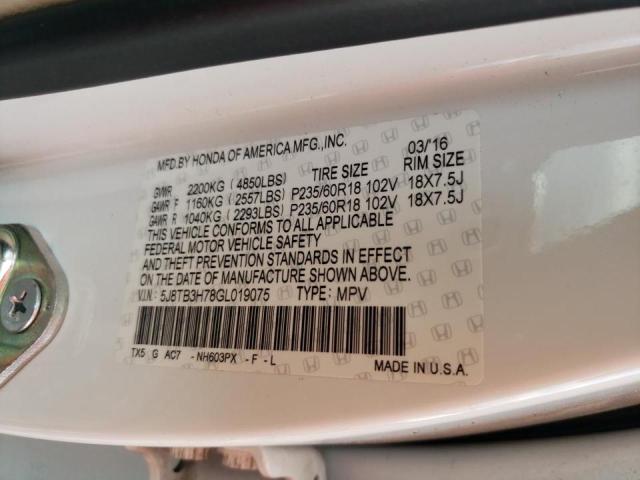 MFD.BY HONDA OF AMERICA MFG.,INC. 03/'16
TIRE SIZE RIM SIZE
GVWR 2200KG (4850LBS)
GAWR F 1160KG (2557LBS) P235/60R18 102V 18X7.5J
GAWR R 1040KG (2293LBS) P235/60R18 102V 18X7.5J
THIS VEHICLE CONFORMS TO ALL APPLICABLE
FEDERAL MOTOR VEHICLE SAFETY
AND THEFT PREVENTION STANDARDS IN EFFECT
ON THE DATE OF MANUFACTURE SHOWN ABOVE.
V.I.N.: 5J8TB3H78GL019075 TYPE: MPV
TX5 G AC7 - NH603PX - F - L
MADE IN U.S.A.